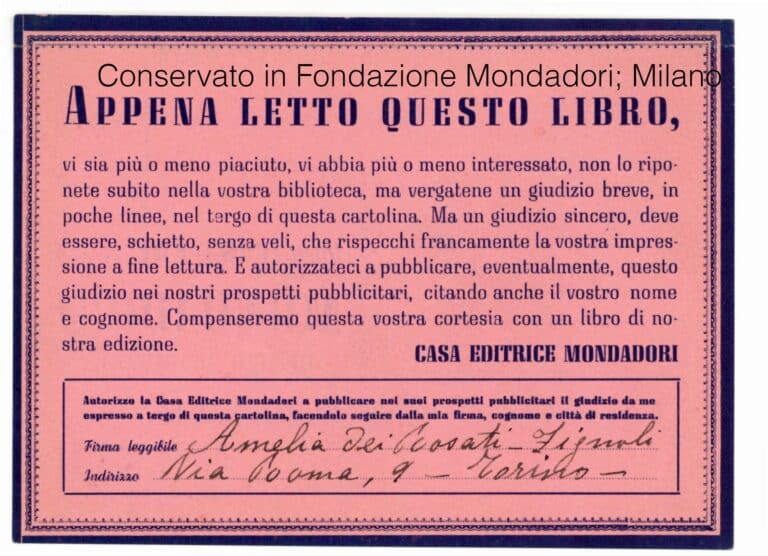 Conservato in Fondazione Mondadori; Milano
APPENA LETTO QUESTO LIBRO,
vi sia più o meno piaciuto, vi abbia più o meno interessato, non lo ripo-
nete subito nella vostra biblioteca, ma vergatene un giudizio breve, in
poche linee, nel tergo di questa cartolina. Ma un giudizio sincero, deve
essere, schietto, senza veli, che rispecchi francamente la vostra impres-
sione a fine lettura. E autorizzateci a pubblicare, eventualmente, questo
giudizio nei nostri prospetti pubblicitari, citando anche il vostro nome
e cognome. Compenseremo questa vostra cortesia con un libro di no-
stra edizione.
CASA EDITRICE MONDADORI
Autorizzo la Casa Editrice Mondadori a pubblicare nei suoi prospetti pubblicitari il giudizio da me
espresso a tergo di questa cartolina, facendolo seguire dalla mia firma, cognome e città di residenza.
Firma leggibile Amelia Dei Rosati - Zignoli
Indirizzo Via Roma, 9 - Torino -